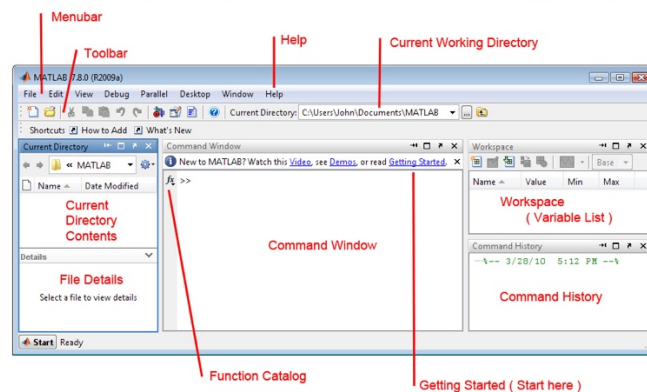 Menubar
Toolbar
Help
Current Working Directory
MATLAB 7.8.0 (R2009a)
File Edit View Debug Parallel Desktop Window Help
Current Directory: C:\Users\John\Documents\MATLAB
Shortcuts How to Add What's New
Current Directory
Command Window
Workspace
« MATLAB
New to MATLAB? Watch this Video, see Demos, or read Getting Started.
Base
Name Date Modified
fx >>
Name Value Min Max
Current
Directory
Contents
Workspace
( Variable List )
Command Window
Details
Command History
File Details
--%-- 3/28/10 5:12 PM --%
Select a file to view details
Command History
Start Ready
Function Catalog
Getting Started ( Start here )